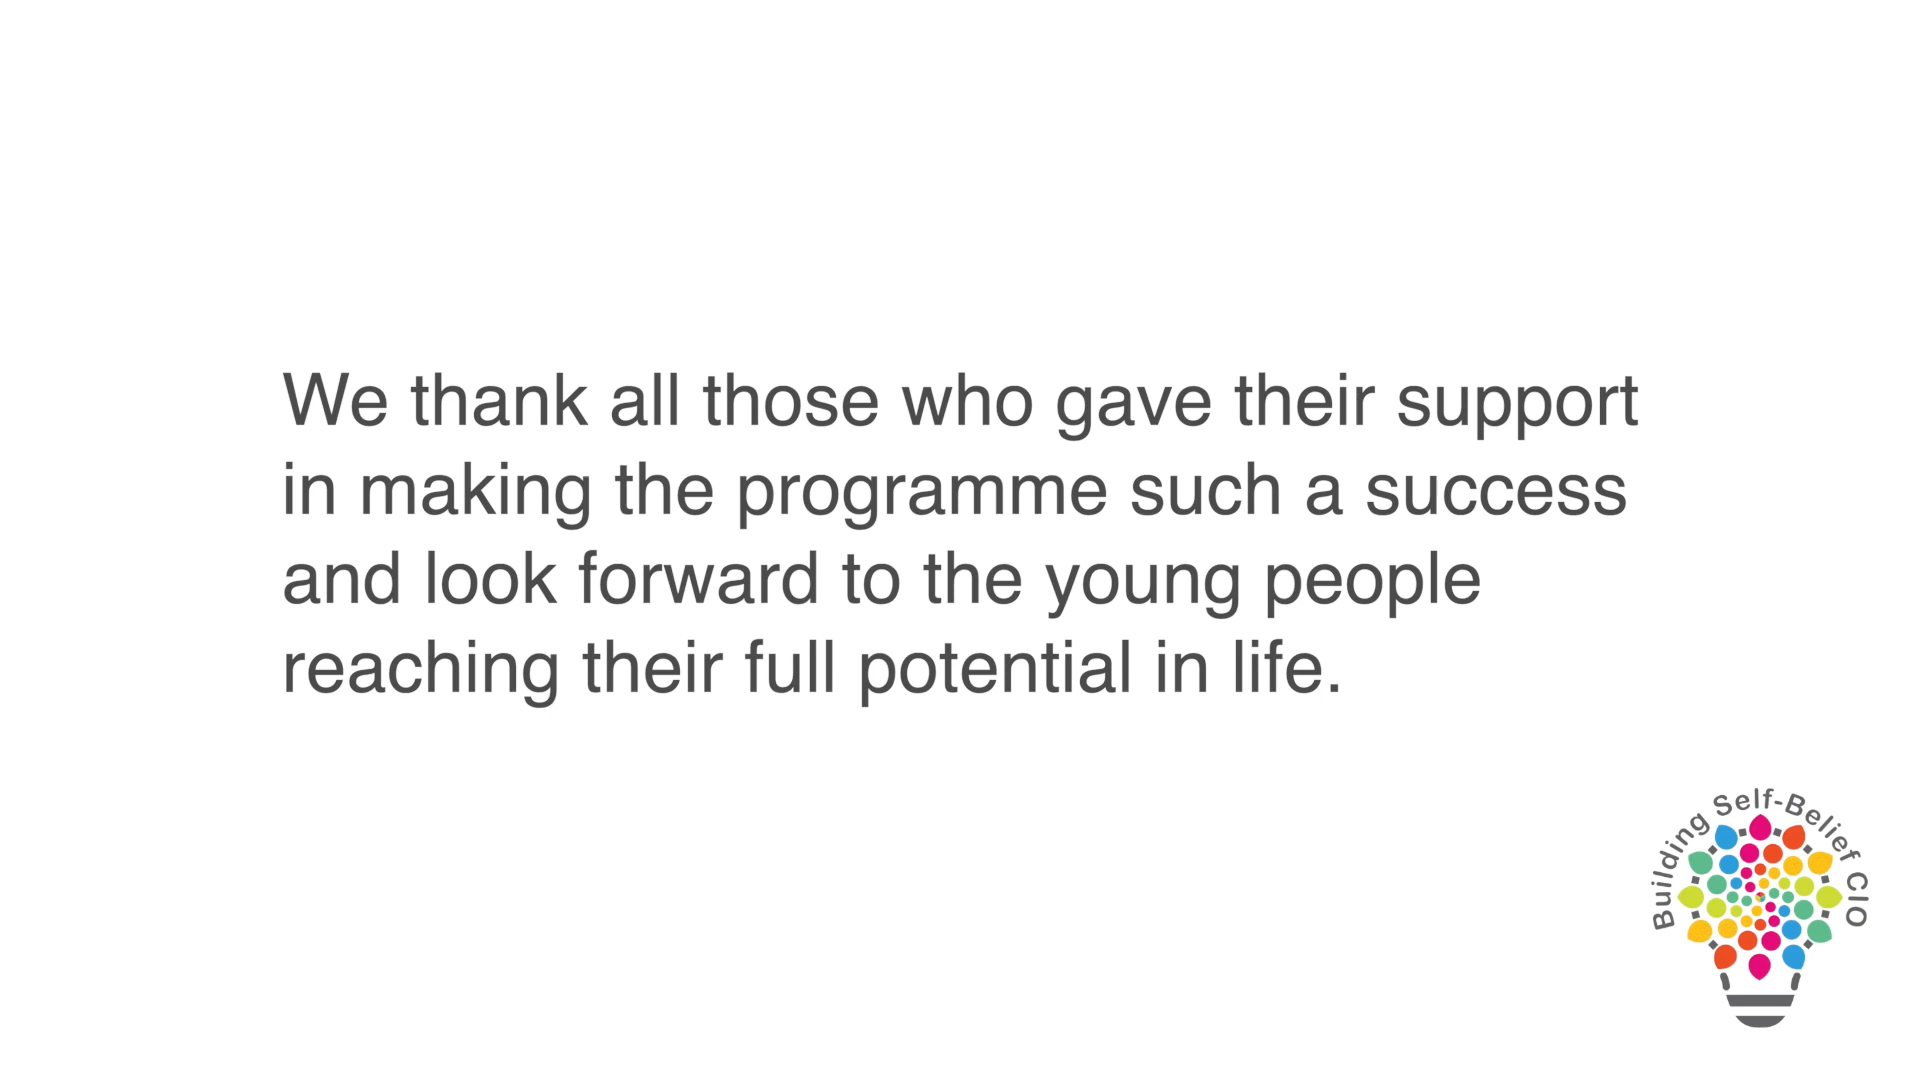 We thank all those who gave their support
in making the programme such a success
and look forward to the young people
reaching their full potential in life.
Building Self-Belief CIO